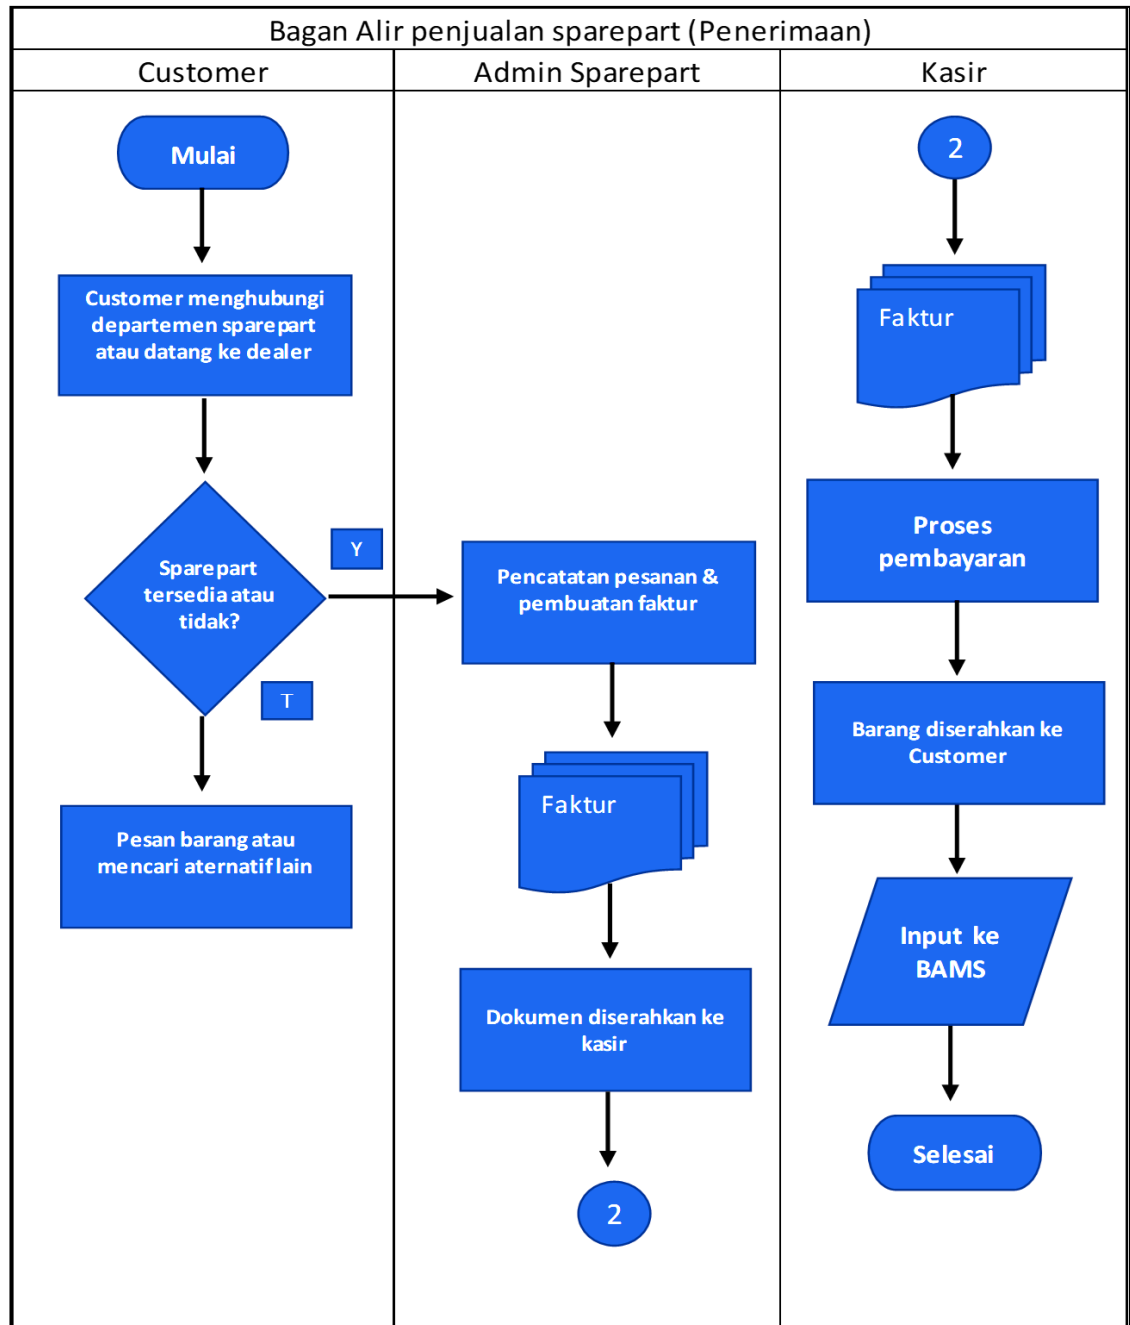 Bagan Alir penjualan sparepart (Penerimaan)
Customer
Admin Sparepart
Kasir
Mulai
Customer menghubungi
departemen sparepart
atau datang ke dealer
Sparepart
tersedia atau
tidak?
Y
T
Pesan barang atau
mencari aternatif lain
Pencatatan pesanan &
pembuatan faktur
Faktur
Dokumen diserahkan ke
kasir
2
2
Faktur
Proses
pembayaran
Barang diserahkan ke
Customer
Input ke
BAMS
Selesai